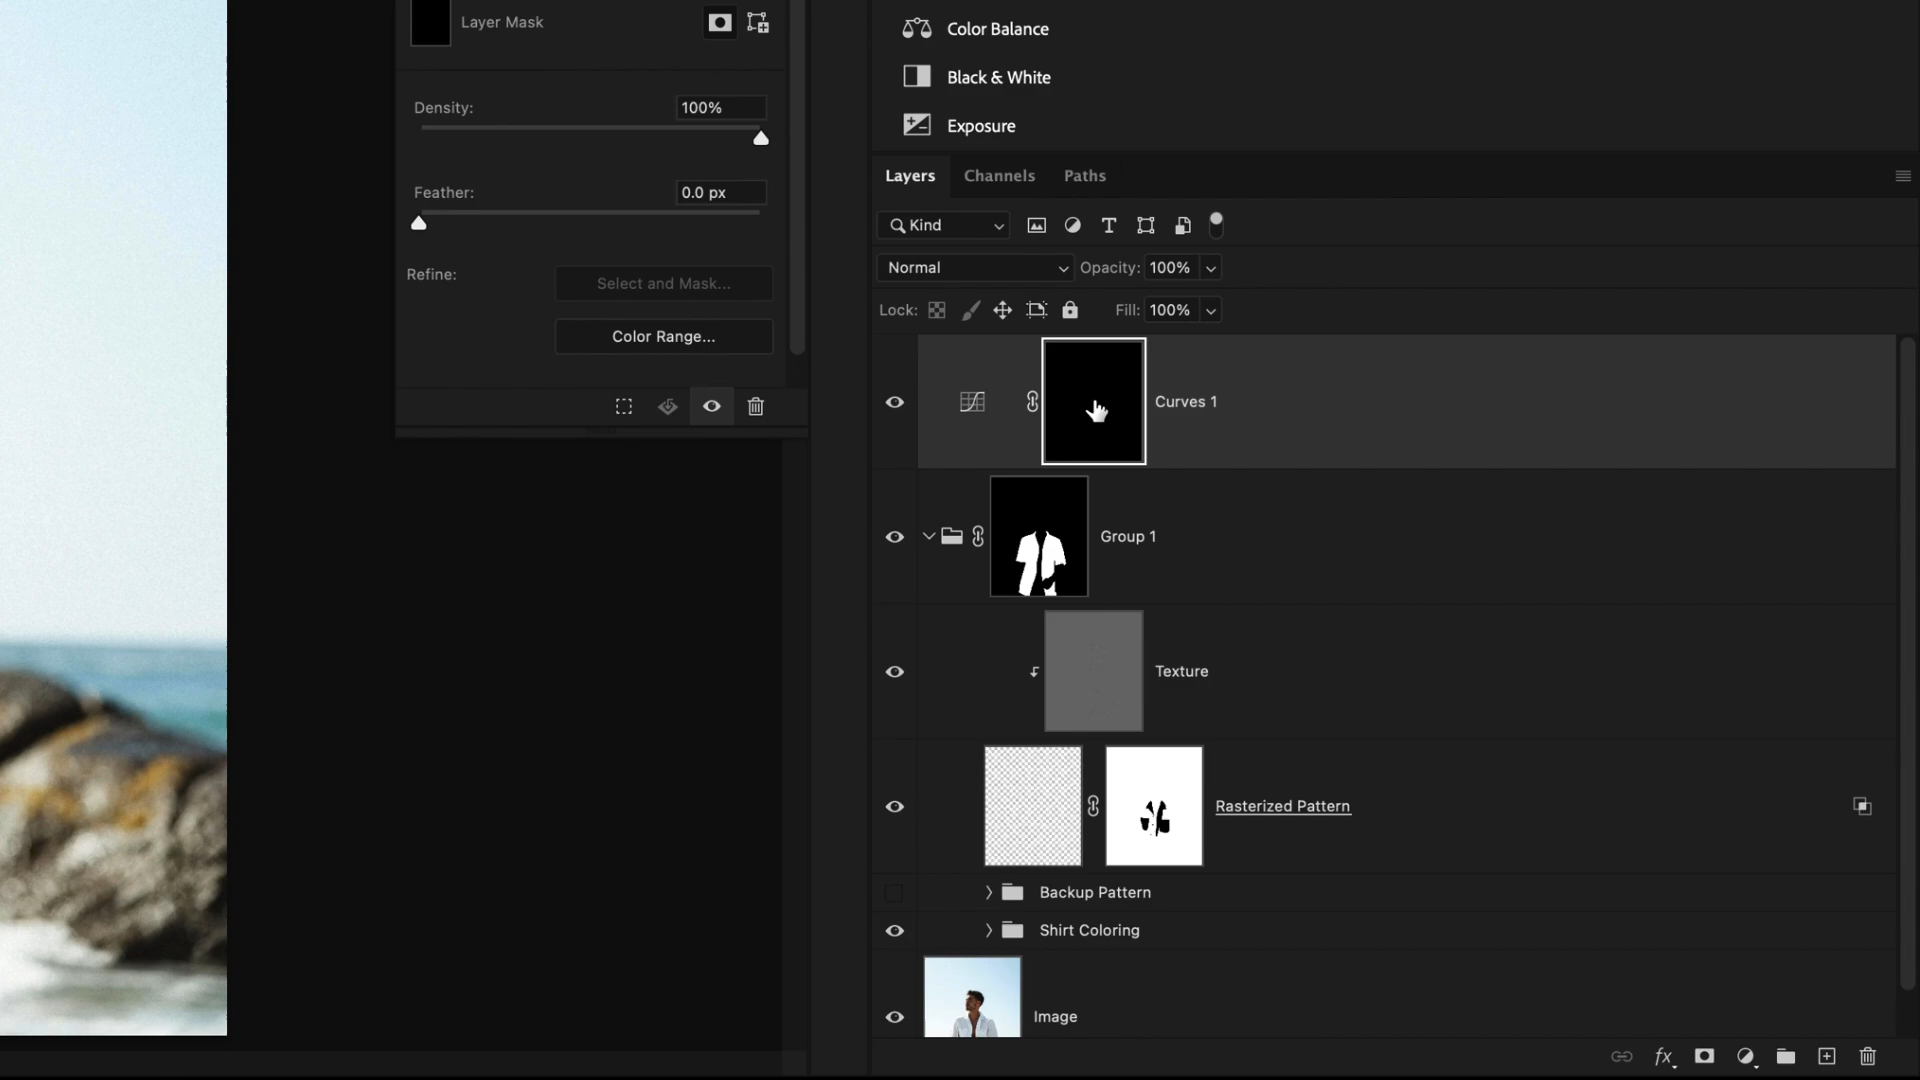 Layer Mask
Density:
100%
Feather:
0.0 px
Refine:
Select and Mask...
Color Range...
Color Balance
Black & White
Exposure
Layers
Channels
Paths
Kind
Normal
Opacity:
100%
Lock:
Fill:
100%
Curves 1
Group 1
Texture
Rasterized Pattern
Backup Pattern
Shirt Coloring
Image
fx